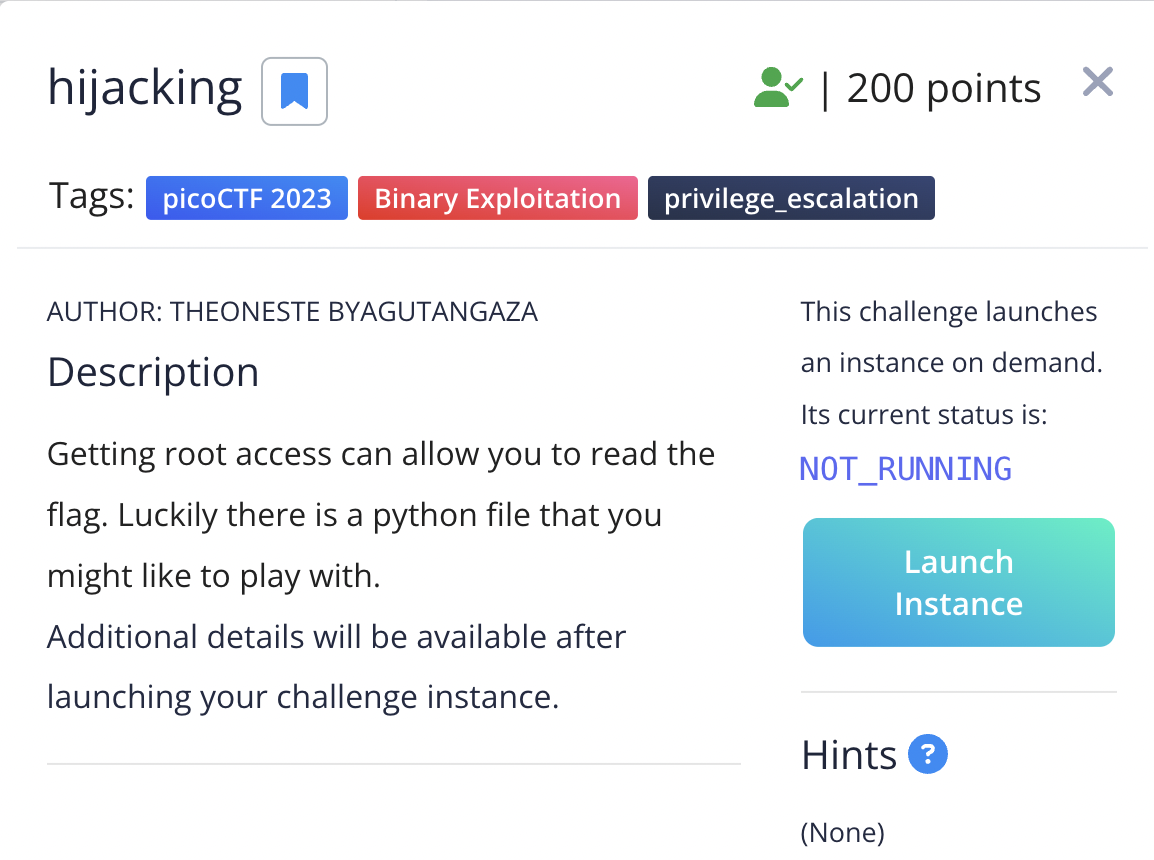 hijacking | 200 points
Tags: picoCTF 2023 Binary Exploitation privilege_escalation
AUTHOR: THEONESTE BYAGUTANGAZA
Description
Getting root access can allow you to read the
flag. Luckily there is a python file that you
might like to play with.
Additional details will be available after
launching your challenge instance.
This challenge launches
an instance on demand.
Its current status is:
NOT_RUNNING
Launch
Instance
Hints ?
(None)